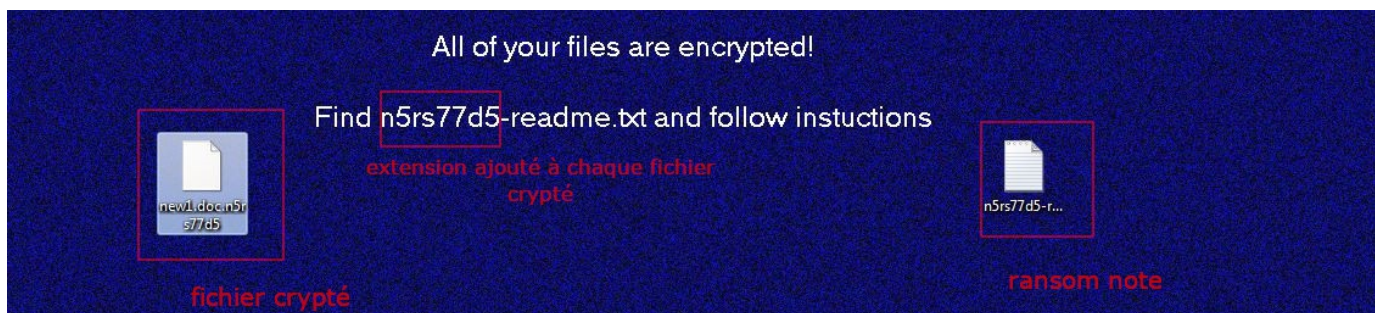 All of your files are encrypted!
Find n5rs77d5-readme.txt and follow instuctions
extension ajouté à chaque fichier
crypté
new1.doc.n5r
s77d5
n5rs77d5-r...
fichier crypté
ransom note